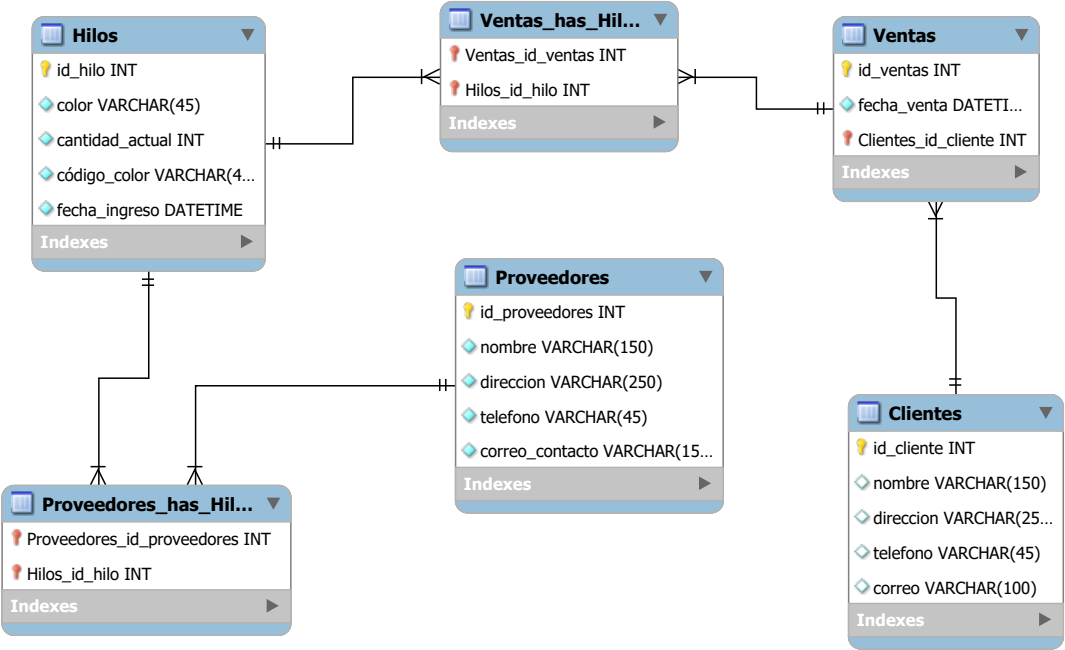 Hilos
id_hilo INT
color VARCHAR(45)
cantidad_actual INT
código_color VARCHAR(4...
fecha_ingreso DATETIME
Indexes
Ventas_has_Hil...
Ventas_id_ventas INT
Hilos_id_hilo INT
Indexes
Ventas
id_ventas INT
fecha_venta DATETI...
Clientes_id_cliente INT
Indexes
Proveedores
id_proveedores INT
nombre VARCHAR(150)
direccion VARCHAR(250)
telefono VARCHAR(45)
correo_contacto VARCHAR(15...
Indexes
Clientes
id_cliente INT
nombre VARCHAR(150)
direccion VARCHAR(25...
telefono VARCHAR(45)
correo VARCHAR(100)
Indexes
Proveedores_has_Hil...
Proveedores_id_proveedores INT
Hilos_id_hilo INT
Indexes